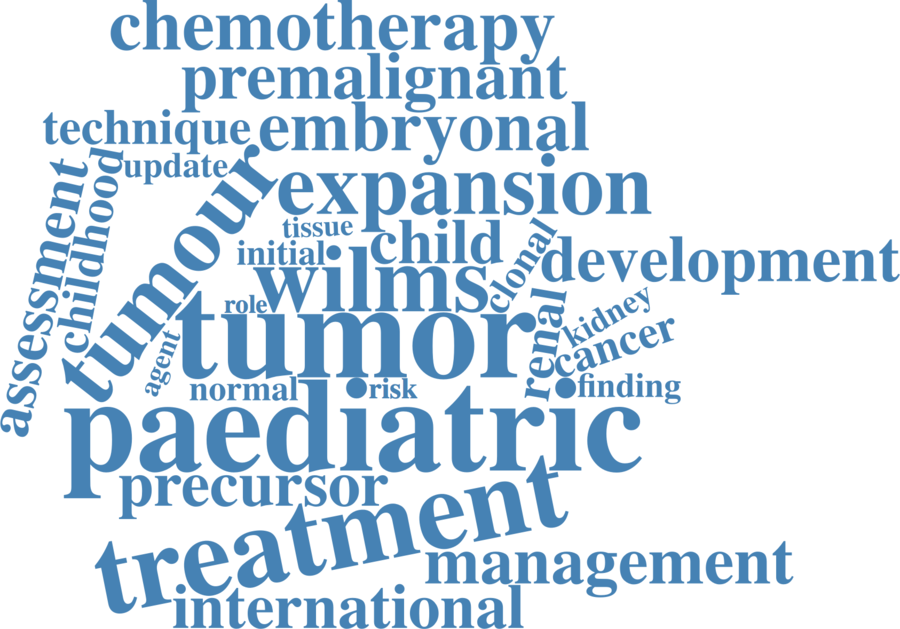 chemotherapy
premalignant
technique embryonal
update
assessment
childhood
tumour
expansion
tissue
initial
child
wilms
clonal
development
role
tumor
renal
kidney
cancer
agent
normal
risk
finding
paediatric
precursor
treatment
management
international